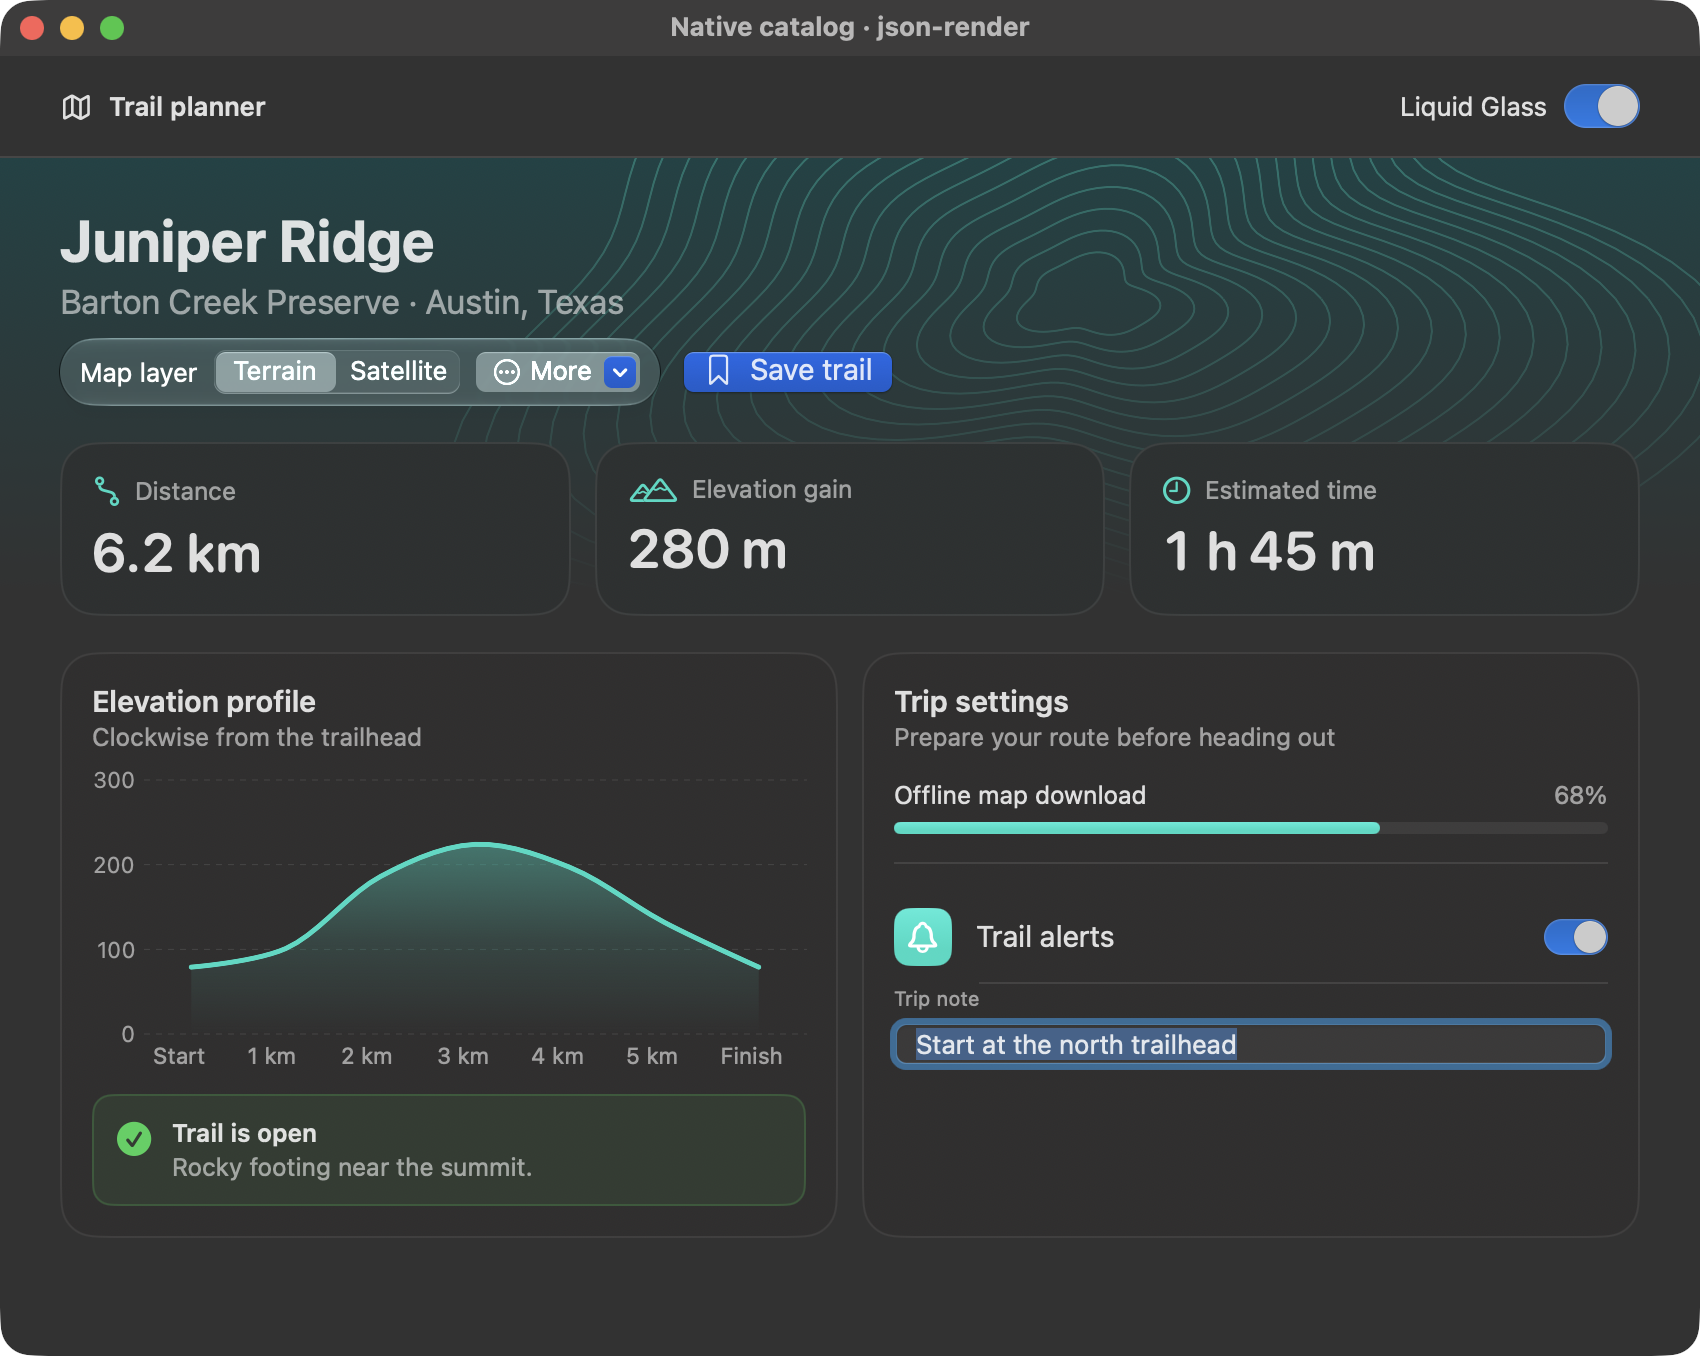 Native catalog · json-render
Trail planner
Liquid Glass
Juniper Ridge
Barton Creek Preserve · Austin, Texas
Map layer
Terrain
Satellite
More
Save trail
Distance
6.2 km
Elevation gain
280 m
Estimated time
1 h 45 m
Elevation profile
Clockwise from the trailhead
300
200
100
0
Start
1 km
2 km
3 km
4 km
5 km
Finish
Trail is open
Rocky footing near the summit.
Trip settings
Prepare your route before heading out
Offline map download
68%
Trail alerts
Trip note
Start at the north trailhead